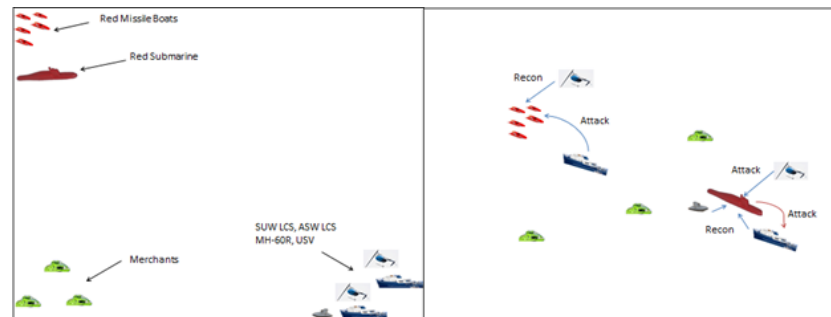 Red Missile Boats
Red Submarine
SUW LCS, ASW LCS
MH-60R, USV
Merchants
Recon
Attack
Attack
Attack
Recon